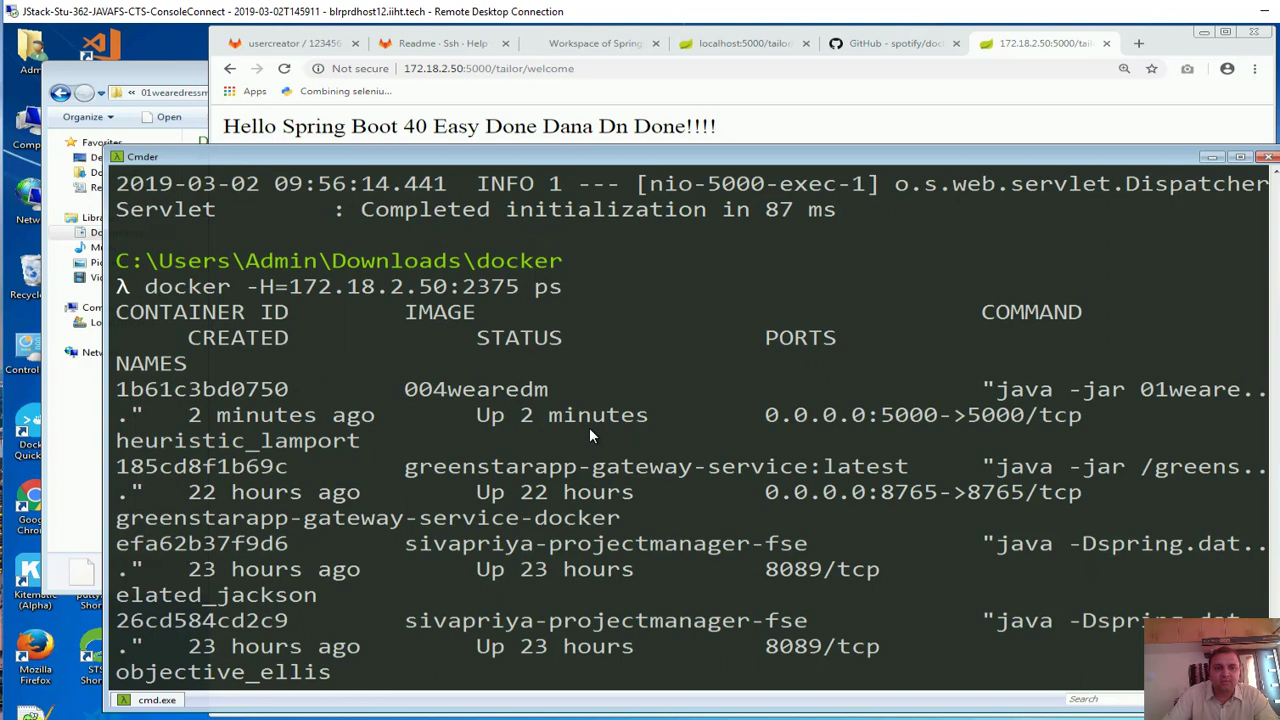 JStack-Stu-362-JAVAFS-CTS-ConsoleConnect - 2019-03-02T145911 - blrprdhost12.iiht.tech - Remote Desktop Connection
usercreator / 123456
Readme · Ssh · Help
Workspace of Spring
localhost:5000/tailor
GitHub - spotify/doc
172.18.2.50:5000/tail
Not secure
172.18.2.50:5000/tailor/welcome
Apps
Combining seleniu...
01wearedressm
Organize
Open
Favorites
Hello Spring Boot 40 Easy Done Dana Dn Done!!!!
Cmder
2019-03-02 09:56:14.441  INFO 1 --- [nio-5000-exec-1] o.s.web.servlet.Dispatcher
Servlet        : Completed initialization in 87 ms
C:\Users\Admin\Downloads\docker
λ docker -H=172.18.2.50:2375 ps
CONTAINER ID        IMAGE        COMMAND
CREATED        STATUS        PORTS
NAMES
1b61c3bd0750        004wearedm        "java -jar 01weare..
."   2 minutes ago       Up 2 minutes        0.0.0.0:5000->5000/tcp
heuristic_lamport
185cd8f1b69c        greenstarapp-gateway-service:latest     "java -jar /greens..
."   22 hours ago        Up 22 hours         0.0.0.0:8765->8765/tcp
greenstarapp-gateway-service-docker
efa62b37f9d6        sivapriya-projectmanager-fse        "java -Dspring.dat..
."   23 hours ago        Up 23 hours         8089/tcp
elated_jackson
26cd584cd2c9        sivapriya-projectmanager-fse        "java -Dspring.dat
."   23 hours ago        Up 23 hours         8089/tcp
objective_ellis
Kitematic
(Alpha)
Mozilla
Firefox
cmd.exe
Search